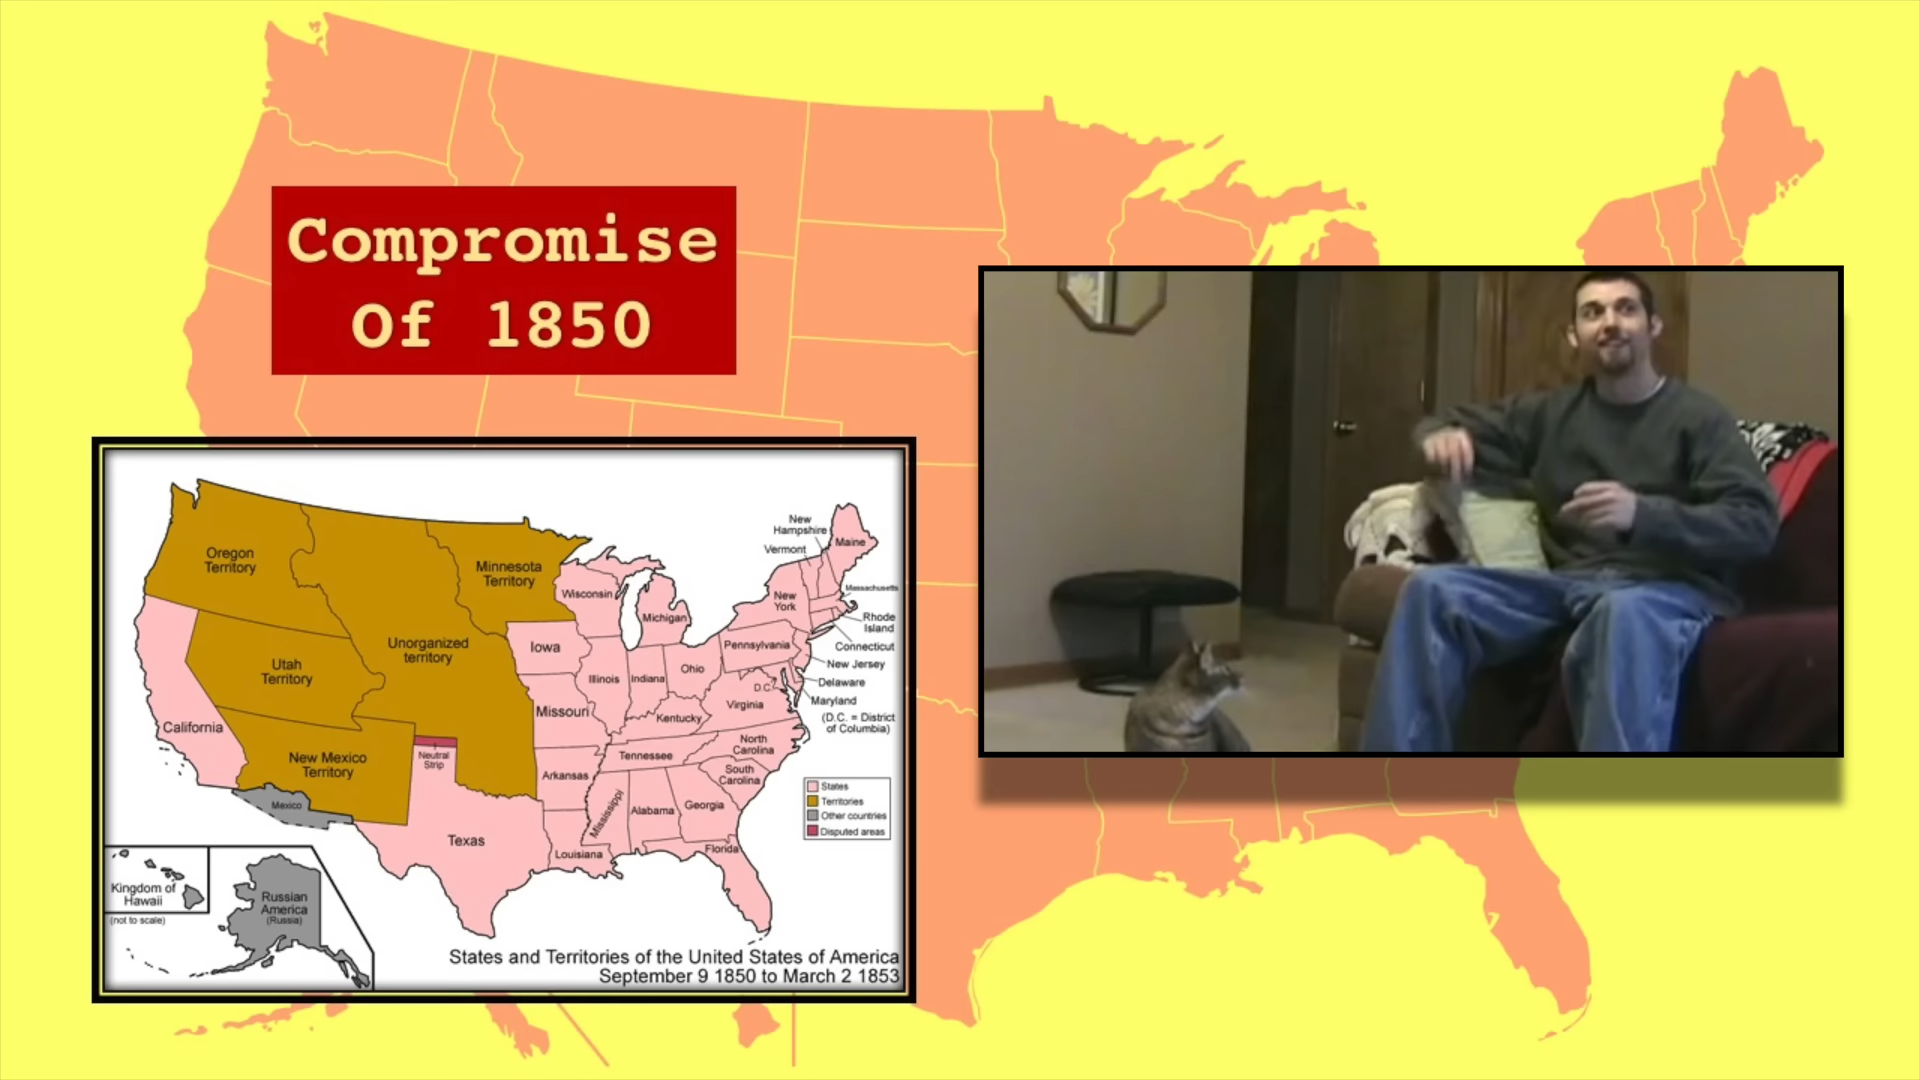 Compromise
Of 1850
New
Hampshire
Vermont
Maine
Massachusetts
New
York
Rhode
Island
Connecticut
New Jersey
Delaware
Maryland
(D.C. = District
of Columbia)
D.C.
Oregon
Territory
Minnesota
Territory
Wisconsin
Michigan
Unorganized
territory
Iowa
Pennsylvania
Utah
Territory
Illinois
Indiana
Ohio
Missouri
Virginia
Kentucky
California
New Mexico
Territory
Neutral
Strip
Tennessee
North
Carolina
South
Carolina
Arkansas
Mexico
Mississippi
Alabama
Georgia
Texas
Louisiana
Florida
States
Territories
Other countries
Disputed areas
Kingdom of
Hawaii
(not to scale)
Russian
America
(Russia)
States and Territories of the United States of America
September 9 1850 to March 2 1853